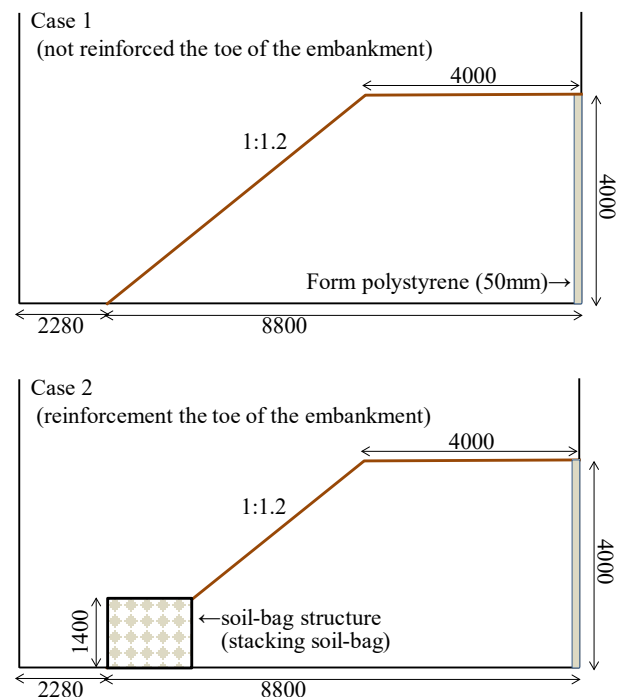 Case 1
(not reinforced the toe of the embankment)
4000
1:1.2
4000
Form polystyrene (50mm)→
2280
8800
Case 2
(reinforcement the toe of the embankment)
4000
1:1.2
4000
1400
←soil-bag structure
(stacking soil-bag)
2280
8800